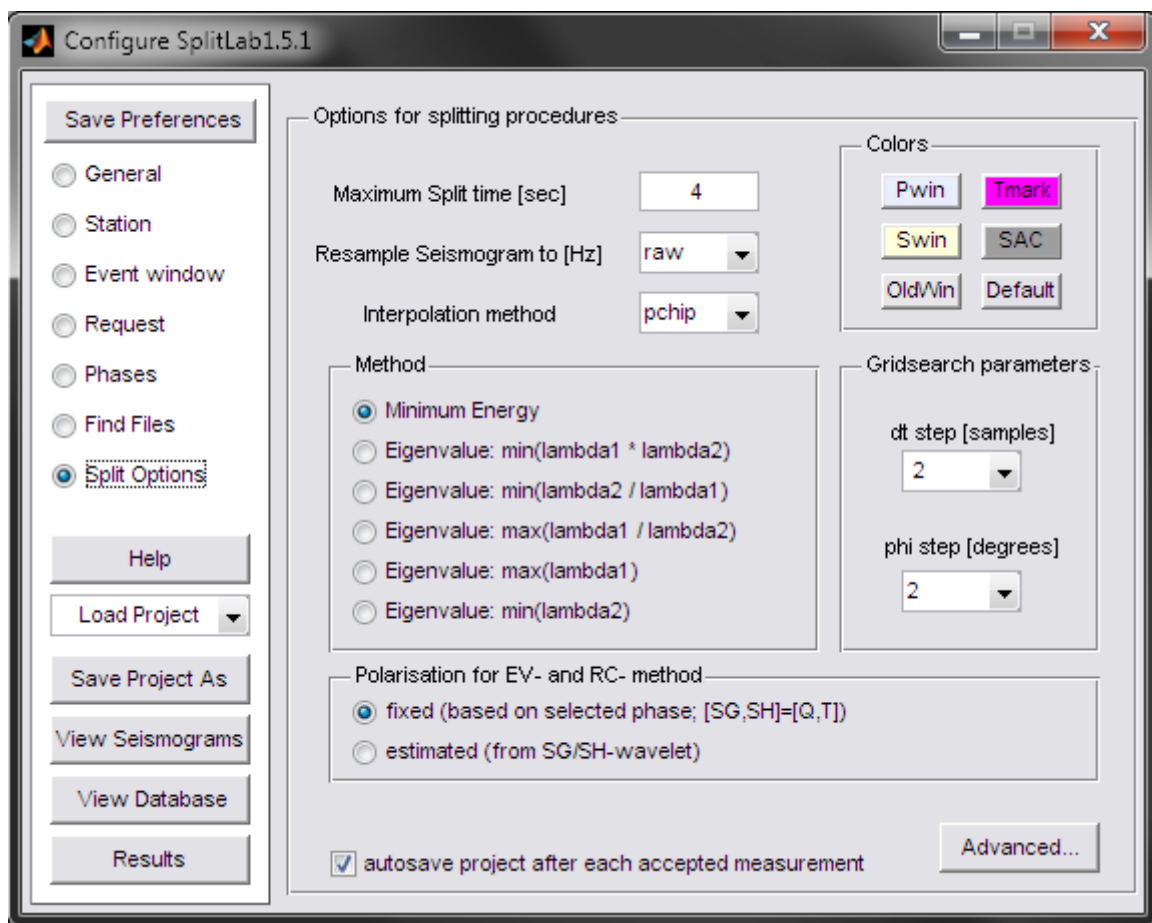 Configure SplitLab1.5.1
Save Preferences
General
Station
Event window
Request
Phases
Find Files
Split Options
Help
Load Project
Save Project As
View Seismograms
View Database
Results
Options for splitting procedures
Maximum Split time [sec]
4
Resample Seismogram to [Hz]
raw
Interpolation method
pchip
Colors
Pwin
Tmark
Swin
SAC
OldWin
Default
Method
Minimum Energy
Eigenvalue: min(lambda1 * lambda2)
Eigenvalue: min(lambda2 / lambda1)
Eigenvalue: max(lambda1 / lambda2)
Eigenvalue: max(lambda1)
Eigenvalue: min(lambda2)
Gridsearch parameters
dt step [samples]
2
phi step [degrees]
2
Polarisation for EV- and RC- method
fixed (based on selected phase; [SG,SH]=[Q,T])
estimated (from SG/SH-wavelet)
autosave project after each accepted measurement
Advanced...